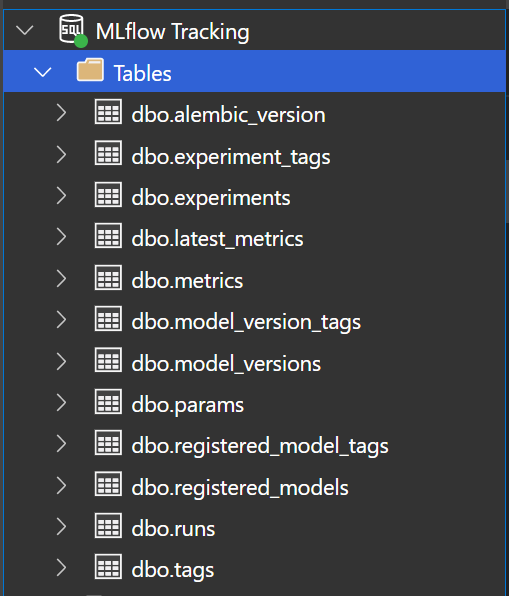 SQL
MLflow Tracking
Tables
dbo.alembic_version
dbo.experiment_tags
dbo.experiments
dbo.latest_metrics
dbo.metrics
dbo.model_version_tags
dbo.model_versions
dbo.params
dbo.registered_model_tags
dbo.registered_models
dbo.runs
dbo.tags